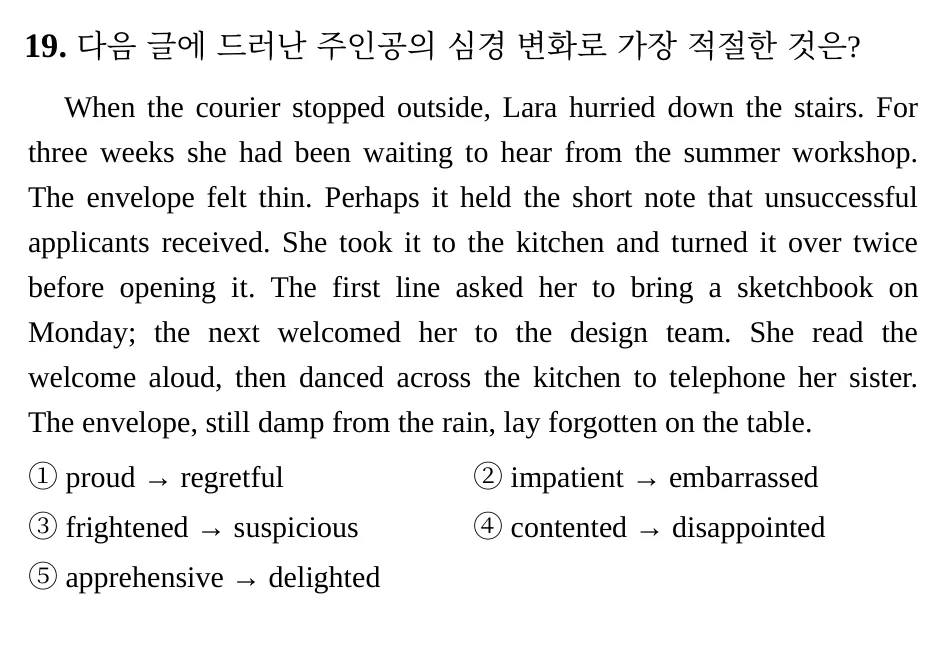 19. 다음 글에 드러난 주인공의 심경 변화로 가장 적절한 것은?
When the courier stopped outside, Lara hurried down the stairs. For
three weeks she had been waiting to hear from the summer workshop.
The envelope felt thin. Perhaps it held the short note that unsuccessful
applicants received. She took it to the kitchen and turned it over twice
before opening it. The first line asked her to bring a sketchbook on
Monday; the next welcomed her to the design team. She read the
welcome aloud, then danced across the kitchen to telephone her sister.
The envelope, still damp from the rain, lay forgotten on the table.
① proud → regretful ② impatient → embarrassed
③ frightened → suspicious ④ contented → disappointed
⑤ apprehensive → delighted